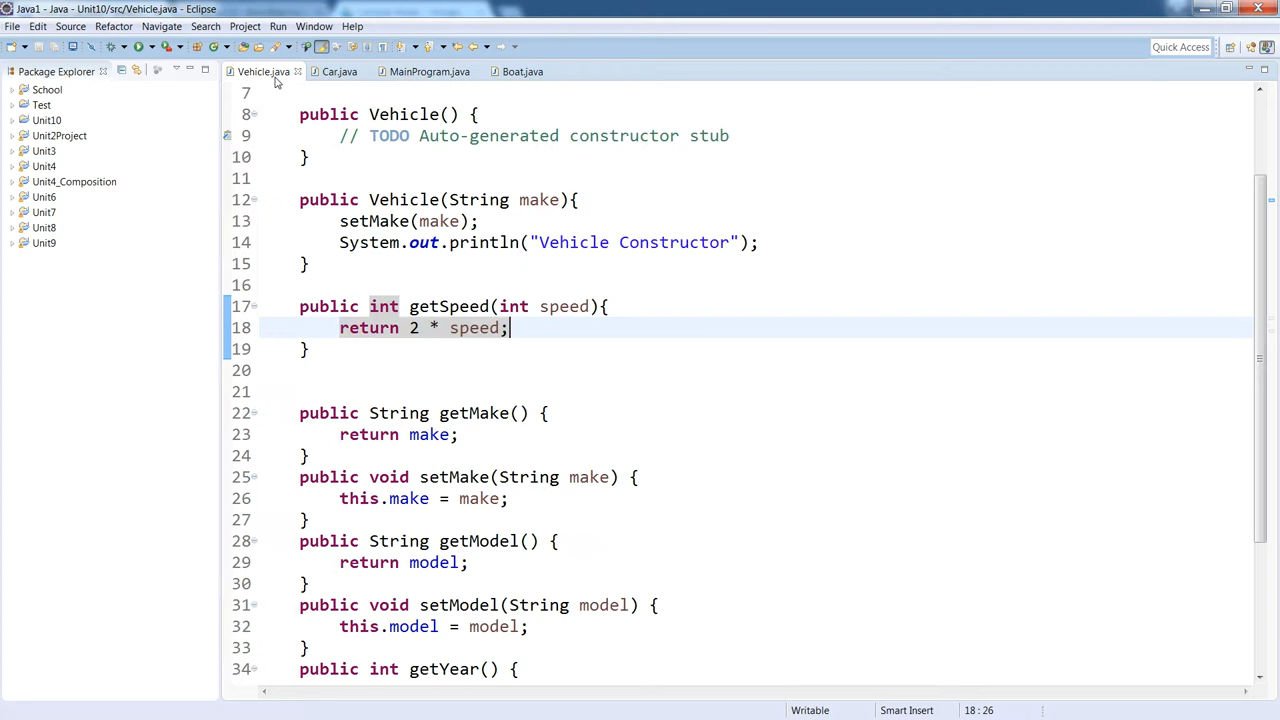 Java1 - Java - Unit10/src/Vehicle.java - Eclipse
File Edit Source Refactor Navigate Search Project Run Window Help
Quick Access
Package Explorer
Vehicle.java Car.java MainProgram.java Boat.java
School
Test
Unit10
Unit2Project
Unit3
Unit4
Unit4_Composition
Unit6
Unit7
Unit8
Unit9
7
8 public Vehicle() {
9 // TODO Auto-generated constructor stub
10 }
11
12 public Vehicle(String make){
13 setMake(make);
14 System.out.println("Vehicle Constructor");
15 }
16
17 public int getSpeed(int speed){
18 return 2 * speed;
19 }
20
21
22 public String getMake() {
23 return make;
24 }
25 public void setMake(String make) {
26 this.make = make;
27 }
28 public String getModel() {
29 return model;
30 }
31 public void setModel(String model) {
32 this.model = model;
33 }
34 public int getYear() {
Writable Smart Insert 18 : 26